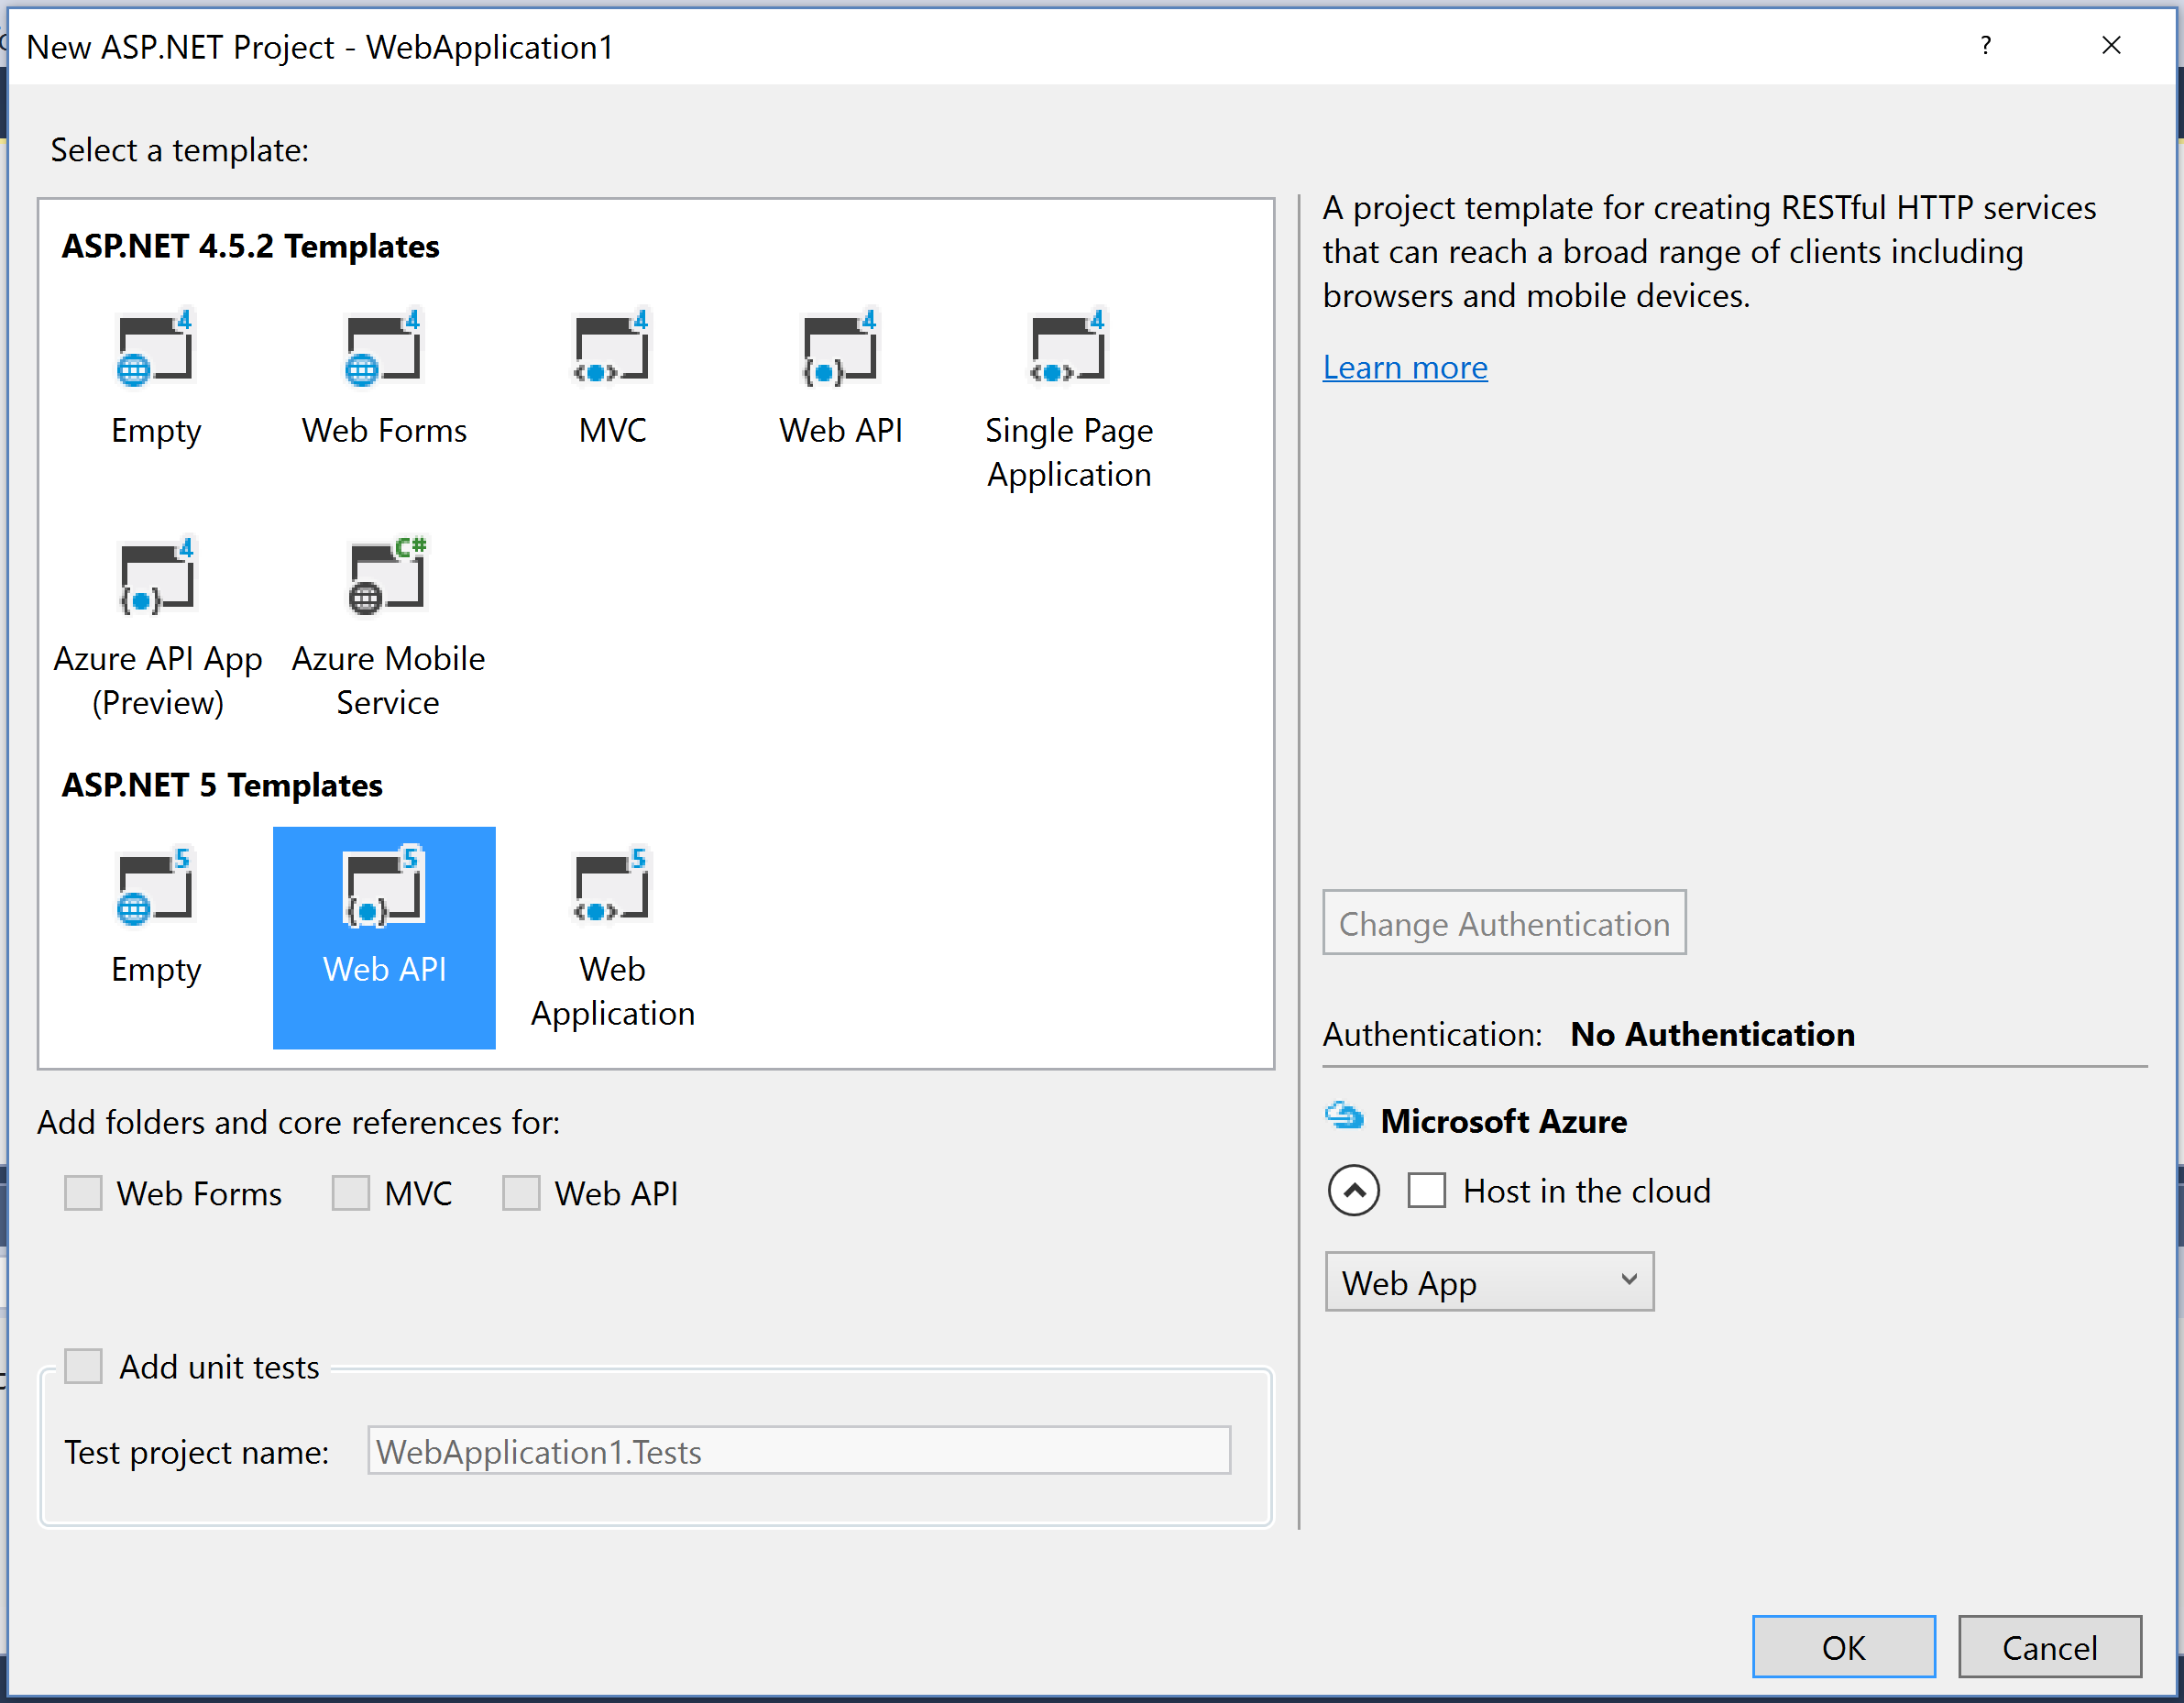 New ASP.NET Project - WebApplication1
?
Select a template:
ASP.NET 4.5.2 Templates
4 4 4 4 4
Empty Web Forms MVC Web API Single Page
Application
4 C#
Azure API App Azure Mobile
(Preview) Service
ASP.NET 5 Templates
5 5 5
Empty Web API Web
Application
Add folders and core references for:
Web Forms MVC Web API
Add unit tests
Test project name: WebApplication1.Tests
A project template for creating RESTful HTTP services
that can reach a broad range of clients including
browsers and mobile devices.
Learn more
Change Authentication
Authentication: No Authentication
Microsoft Azure
Host in the cloud
Web App
OK Cancel